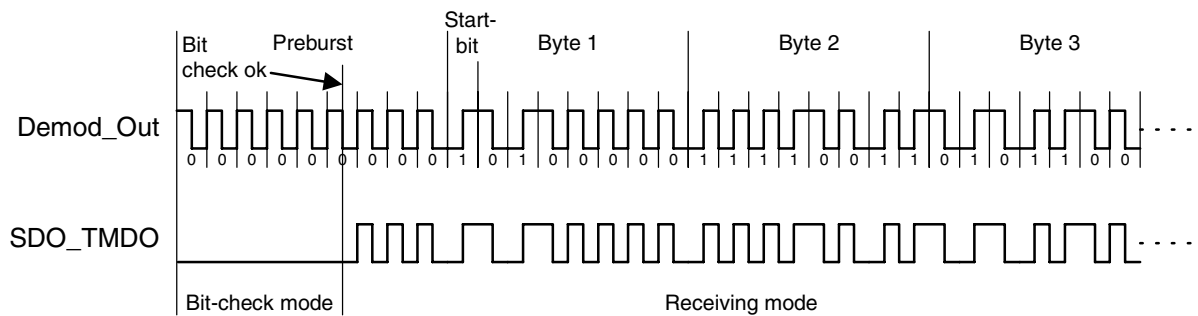 Start-
bit
Bit
check ok
Preburst
Byte 1
Byte 2
Byte 3
Demod_Out
0 0 0 0 0 0 0 0 0 1 0 1 0 0 0 0 0 1 1 1 1 0 0 1 1 0 1 0 1 1 0 0
SDO_TMDO
Bit-check mode
Receiving mode